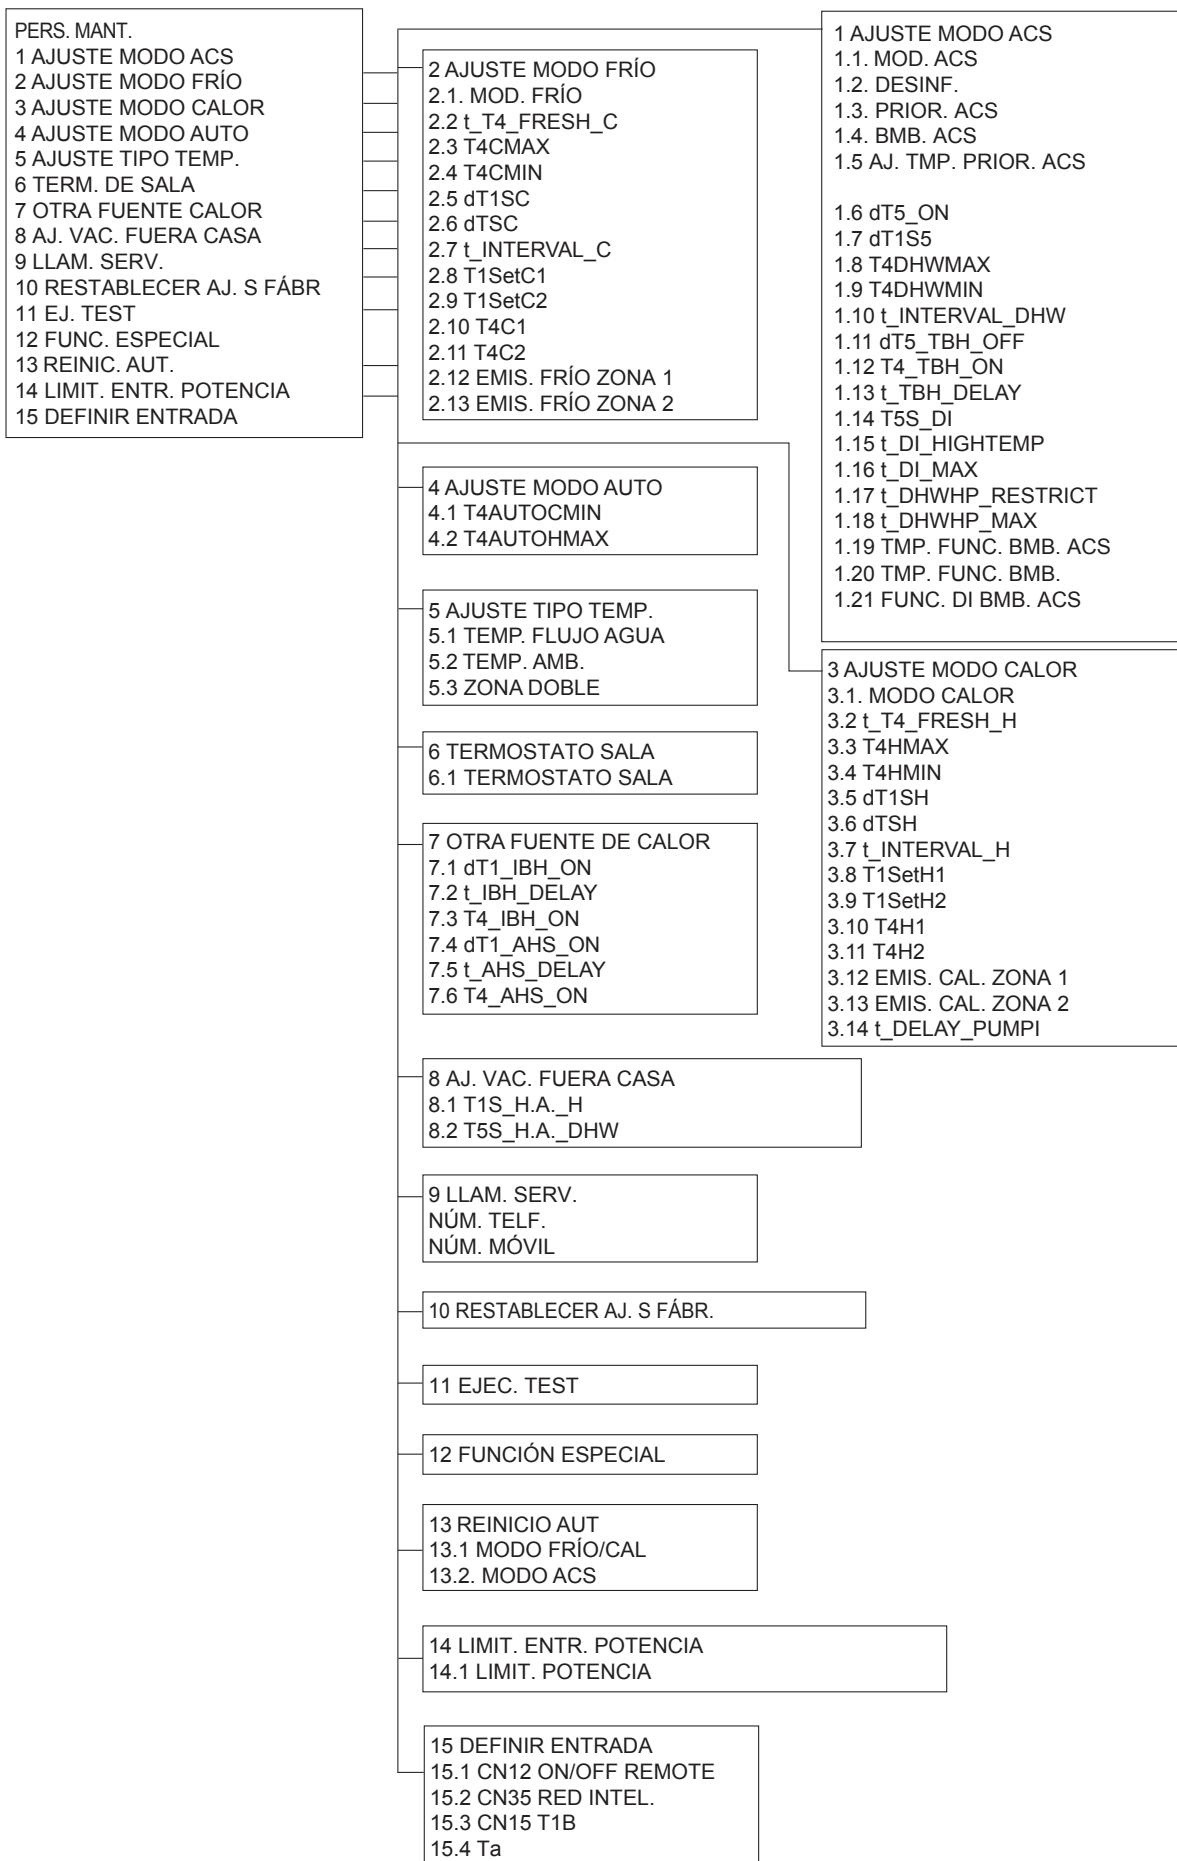 PERS. MANT.
1 AJUSTE MODO ACS
2 AJUSTE MODO FRÍO
3 AJUSTE MODO CALOR
4 AJUSTE MODO AUTO
5 AJUSTE TIPO TEMP.
6 TERM. DE SALA
7 OTRA FUENTE CALOR
8 AJ. VAC. FUERA CASA
9 LLAM. SERV.
10 RESTABLECER AJ. S FÁBR
11 EJ. TEST
12 FUNC. ESPECIAL
13 REINIC. AUT.
14 LIMIT. ENTR. POTENCIA
15 DEFINIR ENTRADA
1 AJUSTE MODO ACS
1.1. MOD. ACS
1.2. DESINF.
1.3. PRIOR. ACS
1.4. BMB. ACS
1.5 AJ. TMP. PRIOR. ACS
1.6 dT5_ON
1.7 dT1S5
1.8 T4DHWMAX
1.9 T4DHWMIN
1.10 t_INTERVAL_DHW
1.11 dT5_TBH_OFF
1.12 T4_TBH_ON
1.13 t_TBH_DELAY
1.14 T5S_DI
1.15 t_DI_HIGHTEMP
1.16 t_DI_MAX
1.17 t_DHWHP_RESTRICT
1.18 t_DHWHP_MAX
1.19 TMP. FUNC. BMB. ACS
1.20 TMP. FUNC. BMB.
1.21 FUNC. DI BMB. ACS
2 AJUSTE MODO FRÍO
2.1. MOD. FRÍO
2.2 t_T4_FRESH_C
2.3 T4CMAX
2.4 T4CMIN
2.5 dT1SC
2.6 dTSC
2.7 t_INTERVAL_C
2.8 T1SetC1
2.9 T1SetC2
2.10 T4C1
2.11 T4C2
2.12 EMIS. FRÍO ZONA 1
2.13 EMIS. FRÍO ZONA 2
3 AJUSTE MODO CALOR
3.1. MODO CALOR
3.2 t_T4_FRESH_H
3.3 T4HMAX
3.4 T4HMIN
3.5 dT1SH
3.6 dTSH
3.7 t_INTERVAL_H
3.8 T1SetH1
3.9 T1SetH2
3.10 T4H1
3.11 T4H2
3.12 EMIS. CAL. ZONA 1
3.13 EMIS. CAL. ZONA 2
3.14 t_DELAY_PUMPI
4 AJUSTE MODO AUTO
4.1 T4AUTOCMIN
4.2 T4AUTOHMAX
5 AJUSTE TIPO TEMP.
5.1 TEMP. FLUJO AGUA
5.2 TEMP. AMB.
5.3 ZONA DOBLE
6 TERMOSTATO SALA
6.1 TERMOSTATO SALA
7 OTRA FUENTE DE CALOR
7.1 dT1_IBH_ON
7.2 t_IBH_DELAY
7.3 T4_IBH_ON
7.4 dT1_AHS_ON
7.5 t_AHS_DELAY
7.6 T4_AHS_ON
8 AJ. VAC. FUERA CASA
8.1 T1S_H.A._H
8.2 T5S_H.A._DHW
9 LLAM. SERV.
NÚM. TELF.
NÚM. MÓVIL
10 RESTABLECER AJ. S FÁBR.
11 EJEC. TEST
12 FUNCIÓN ESPECIAL
13 REINICIO AUT
13.1 MODO FRÍO/CAL
13.2. MODO ACS
14 LIMIT. ENTR. POTENCIA
14.1 LIMIT. POTENCIA
15 DEFINIR ENTRADA
15.1 CN12 ON/OFF REMOTE
15.2 CN35 RED INTEL.
15.3 CN15 T1B
15.4 Ta